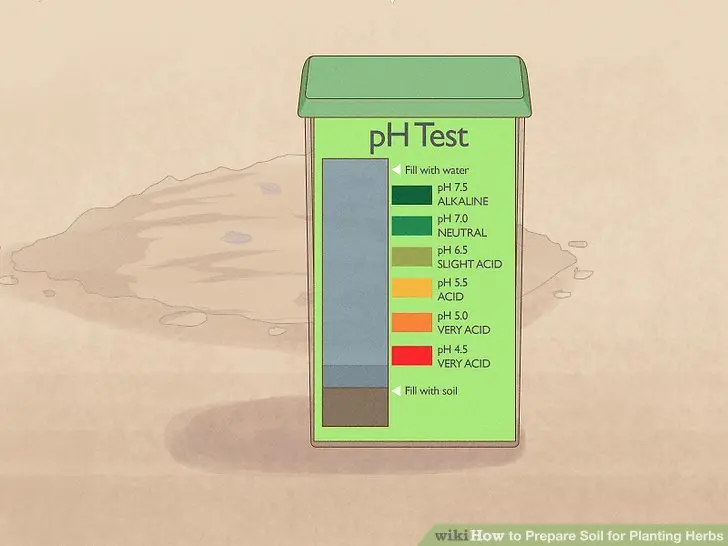 pH Test
Fill with water
pH 7.5
ALKALINE
pH 7.0
NEUTRAL
pH 6.5
SLIGHT ACID
pH 5.5
ACID
pH 5.0
VERY ACID
pH 4.5
VERY ACID
Fill with soil
wikiHow to Prepare Soil for Planting Herbs